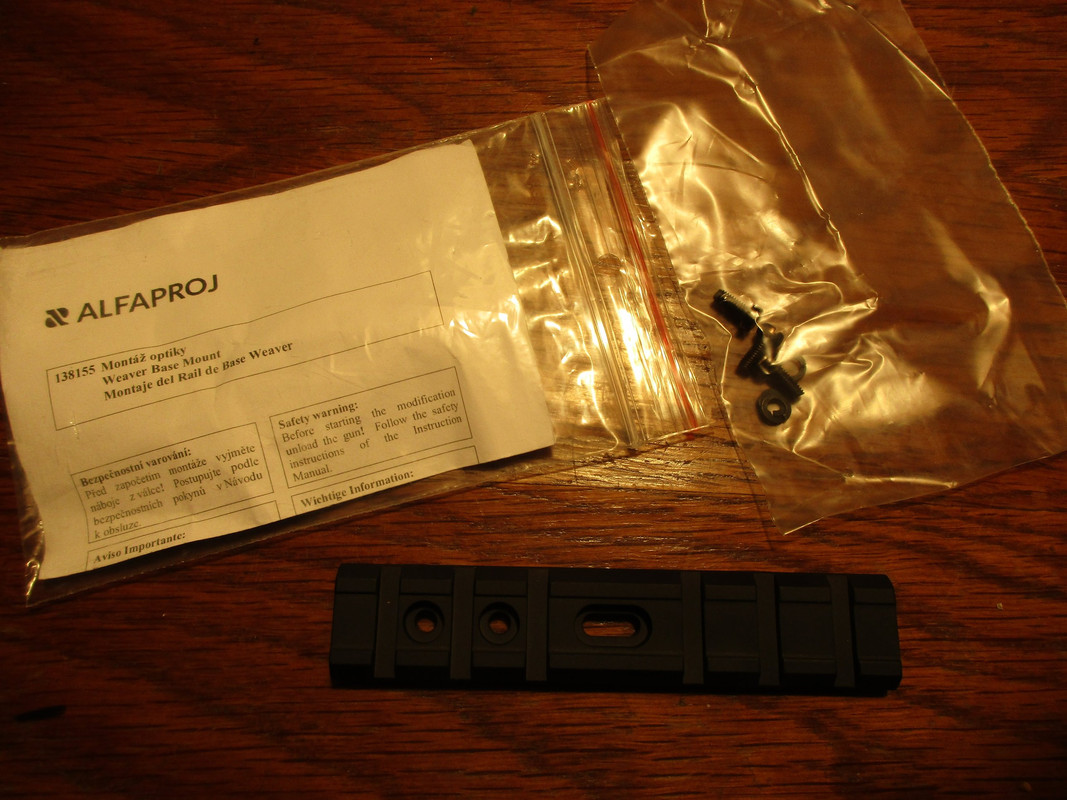 ALFAPROJ
138155 Montáž optiky
Weaver Base Mount
Montaje del Rail de Base Weaver
Bezpečnostní varování:
Před započetím montáže vyjměte
náboje z válce! Postupujte podle
bezpečnostních pokynů v Návodu
k obsluze.
Aviso Importante:
Safety warning:
Before starting the modification
unload the gun! Follow the safety
instructions of the Instruction
Manual.
Wichtige Information: